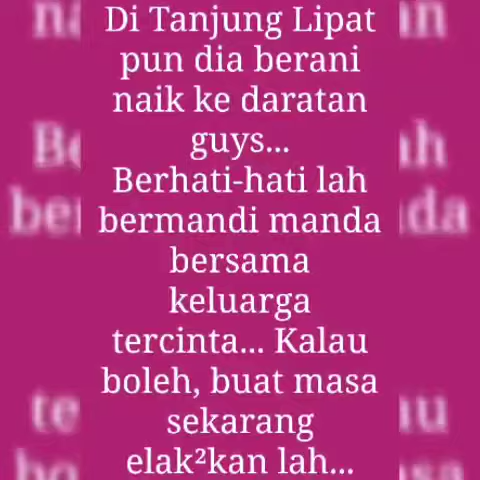 Di Tanjung Lipat
pun dia berani
naik ke daratan
guys...
Berhati-hati lah
bermandi manda
bersama
keluarga
tercinta... Kalau
boleh, buat masa
sekarang
elak²kan lah...